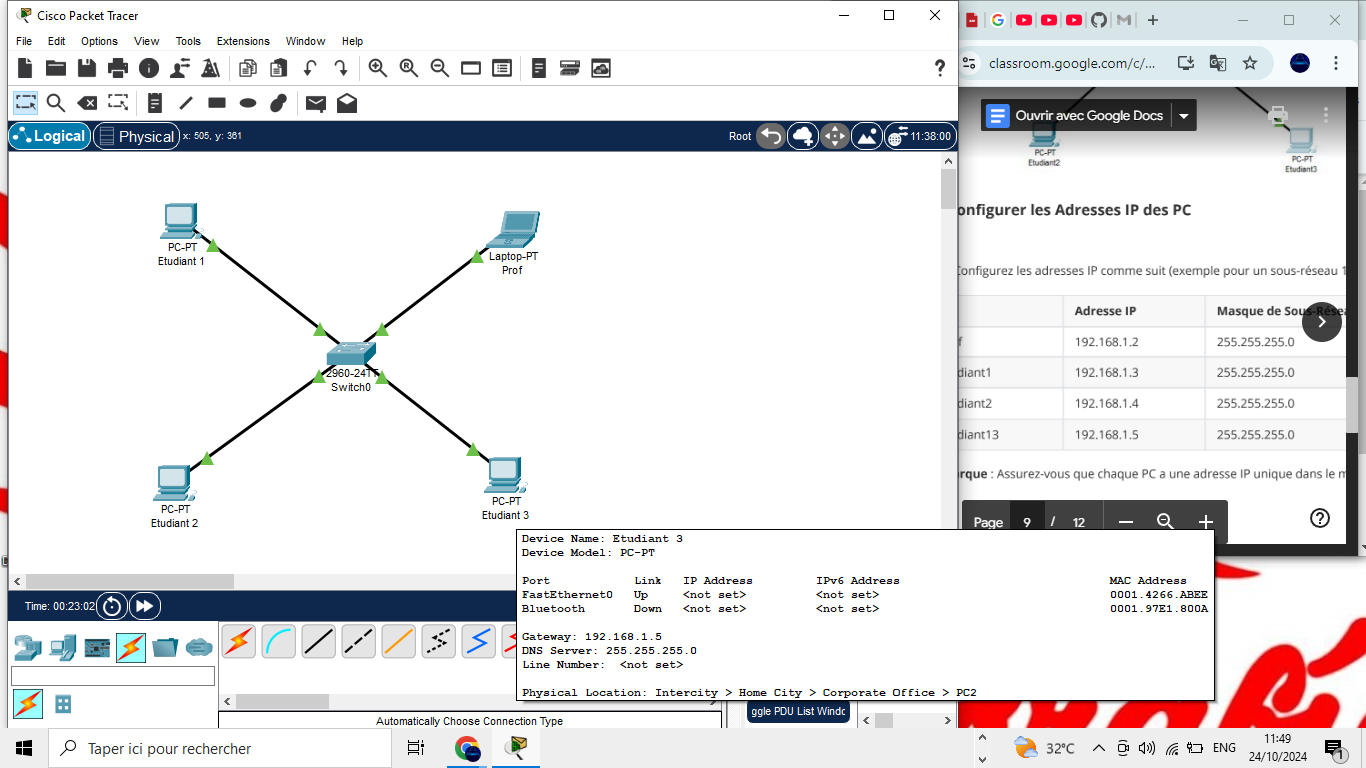 Cisco Packet Tracer
File Edit Options View Tools Extensions Window Help
Logical Physical x: 505, y: 361 Root 11:38:00
PC-PT
Etudiant 1
Laptop-PT
Prof
2960-24TT
Switch0
PC-PT
Etudiant 2
PC-PT
Etudiant 3
Time: 00:23:02
Automatically Choose Connection Type
ggle PDU List Windo
Device Name: Etudiant 3
Device Model: PC-PT
Port Link IP Address IPv6 Address MAC Address
FastEthernet0 Up <not set> <not set> 0001.4266.ABEE
Bluetooth Down <not set> <not set> 0001.97E1.800A
Gateway: 192.168.1.5
DNS Server: 255.255.255.0
Line Number: <not set>
Physical Location: Intercity > Home City > Corporate Office > PC2
classroom.google.com/c/...
Ouvrir avec Google Docs
PC-PT
Etudiant2
PC-PT
Etudiant3
onfigurer les Adresses IP des PC
Configurez les adresses IP comme suit (exemple pour un sous-réseau 1
Adresse IP Masque de Sous-Résea
f 192.168.1.2 255.255.255.0
diant1 192.168.1.3 255.255.255.0
diant2 192.168.1.4 255.255.255.0
diant13 192.168.1.5 255.255.255.0
rque : Assurez-vous que chaque PC a une adresse IP unique dans le m
Page 9 / 12
Taper ici pour rechercher
32°C
ENG
11:49
24/10/2024
1